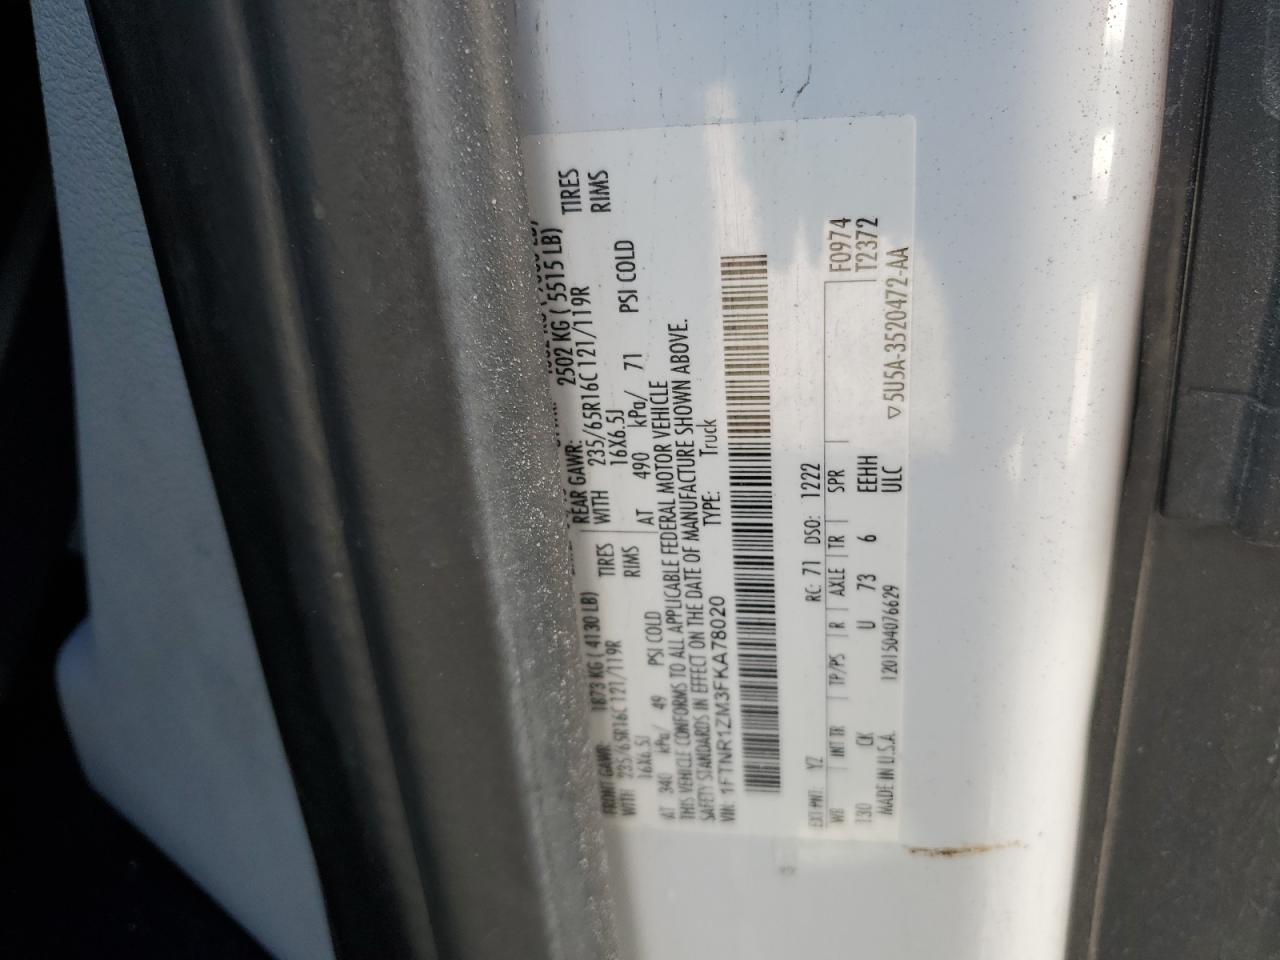 2502 KG ( 5515 LB)
FRONT GAWR: 1873 KG ( 4130 LB) REAR GAWR:
WITH 235/65R16C 121/119R TIRES WITH 235/65R16C 121/119R TIRES
16X6.5J RIMS 16X6.5J RIMS
AT 340 kPa/ 49 PSI COLD AT 490 kPa/ 71 PSI COLD
THIS VEHICLE CONFORMS TO ALL APPLICABLE FEDERAL MOTOR VEHICLE
SAFETY STANDARDS IN EFFECT ON THE DATE OF MANUFACTURE SHOWN ABOVE.
VIN: 1FTNR1ZM3FKA78020 TYPE: Truck
EXT PNT: YZ RC: 71 DSO: 1222 F0974
WB INT TR TP/PS R AXLE TR SPR T2372
130 CK U 73 6 EEHH
MADE IN U.S.A. 1201504076629 ULC
▽5U5A-3520472-AA